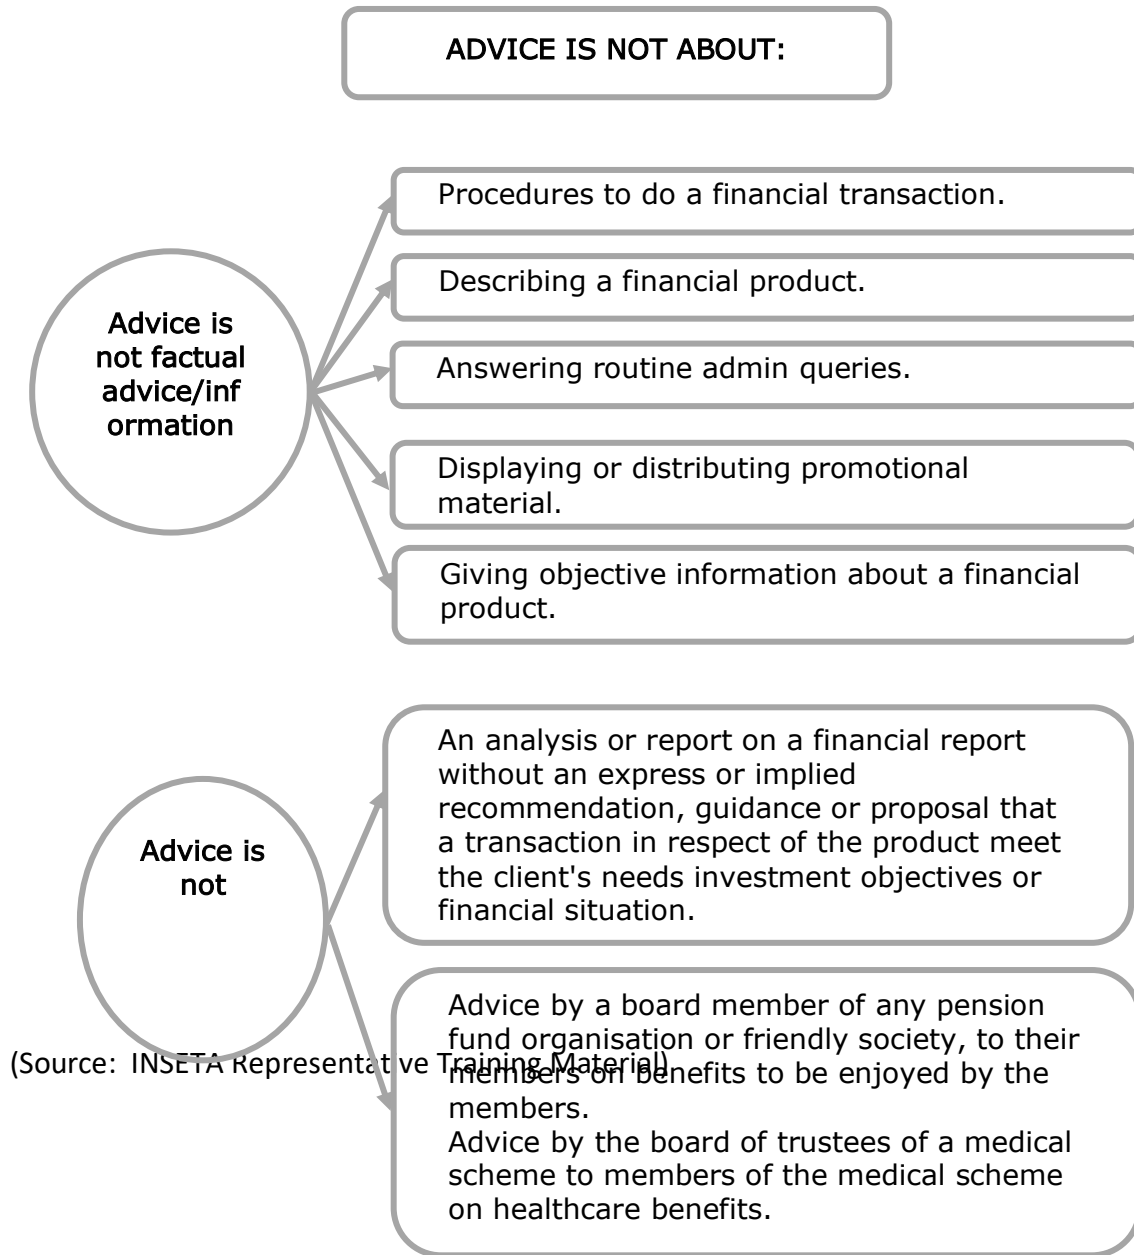 ADVICE IS NOT ABOUT:
Advice is
not factual
advice/inf
ormation
Procedures to do a financial transaction.
Describing a financial product.
Answering routine admin queries.
Displaying or distributing promotional
material.
Giving objective information about a financial
product.
Advice is
not
An analysis or report on a financial report
without an express or implied
recommendation, guidance or proposal that
a transaction in respect of the product meet
the client's needs investment objectives or
financial situation.
Advice by a board member of any pension
fund organisation or friendly society, to their
members on benefits to be enjoyed by the
members.
Advice by the board of trustees of a medical
scheme to members of the medical scheme
on healthcare benefits.
(Source: INSETA Representative Training Material)